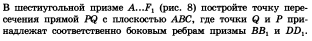 В шестиугольной призме A...F₁ (рис. 8) постройте точку пере-
сечения прямой PQ с плоскостью ABC, где точки Q и P при-
надлежат соответственно боковым ребрам призмы BB₁ и DD₁.